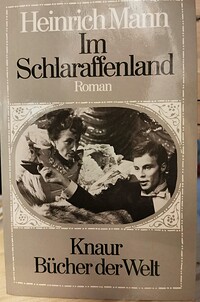 Heinrich Mann
Im
Schlaraffenland
Roman
Knaur
Bücher der Welt